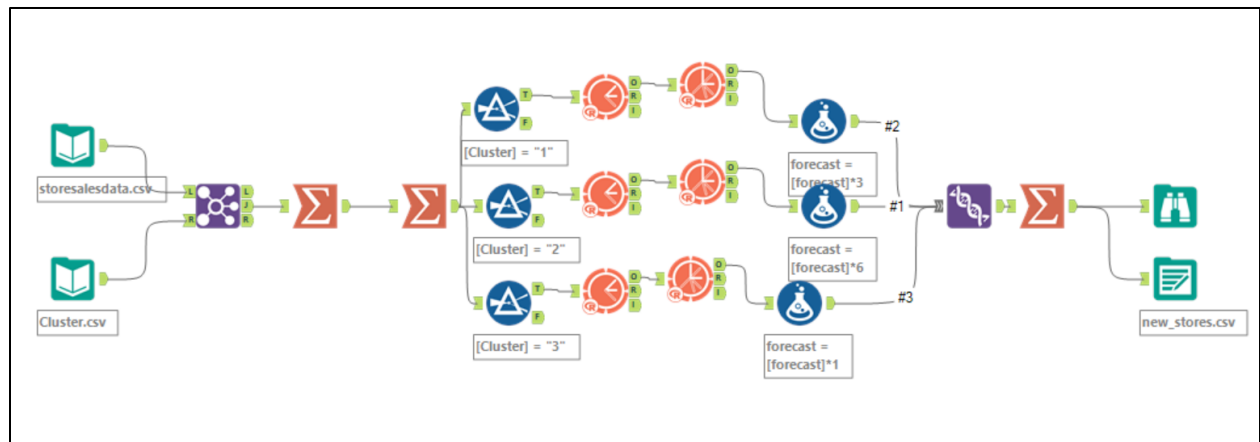 storesalesdata.csv
L
R
L
J
R
Cluster.csv
T
F
[Cluster] = "1"
O
R
I
R
O
R
I
R
forecast =
[forecast]*3
#2
T
F
[Cluster] = "2"
O
R
I
R
O
R
I
R
forecast =
[forecast]*6
#1
T
F
[Cluster] = "3"
O
R
I
R
O
R
I
R
forecast =
[forecast]*1
#3
new_stores.csv